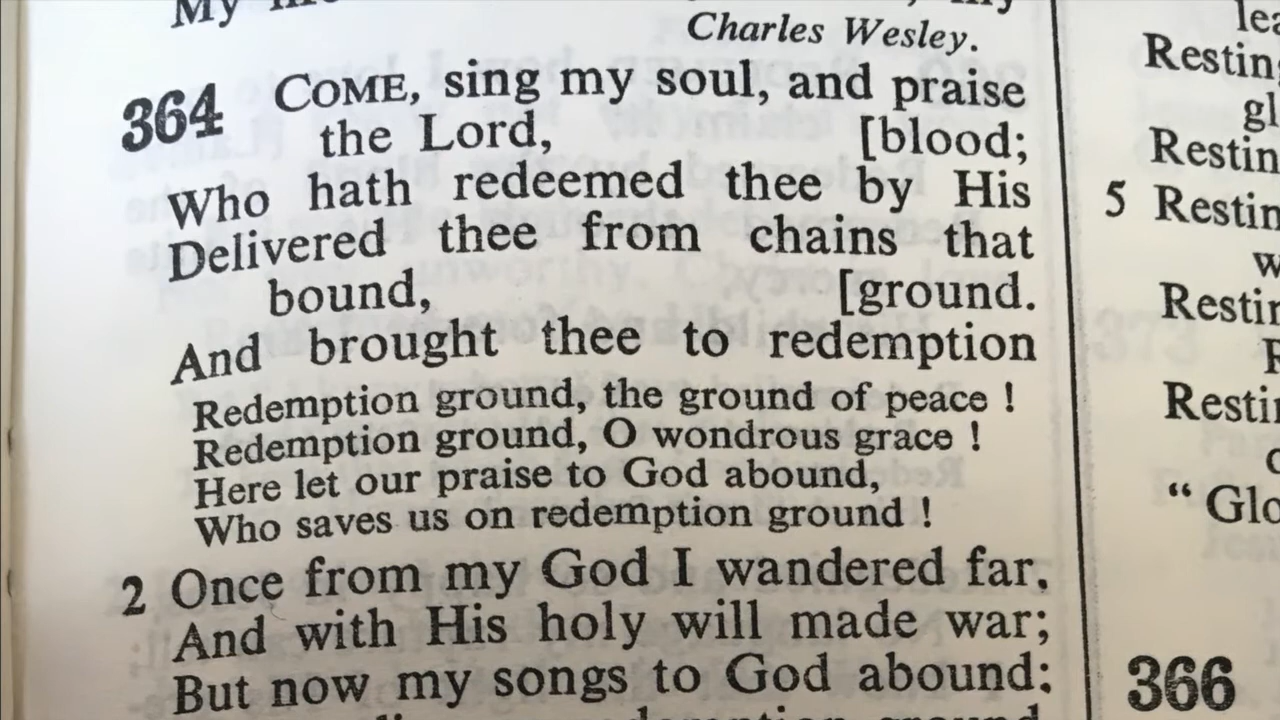 My
Charles Wesley.
364 COME, sing my soul, and praise
the Lord, [blood;
Who hath redeemed thee by His
Delivered thee from chains that
bound, [ground.
And brought thee to redemption
Redemption ground, the ground of peace !
Redemption ground, O wondrous grace !
Here let our praise to God abound,
Who saves us on redemption ground !
2 Once from my God I wandered far,
And with His holy will made war;
But now my songs to God abound;
Restin
gl
Restin
5 Restin
w
Restin
Restin
“ Glo
366